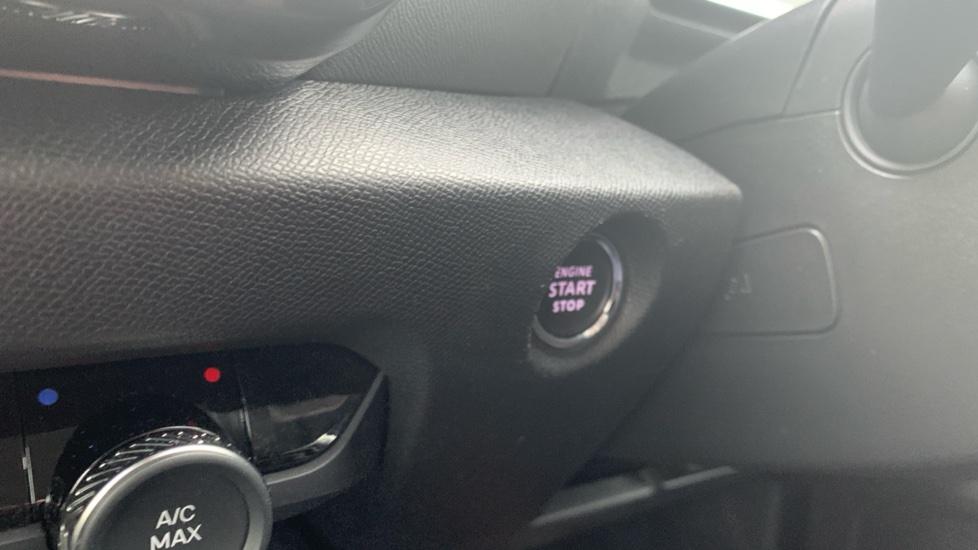 ENGINE
START
STOP
A/C
MAX